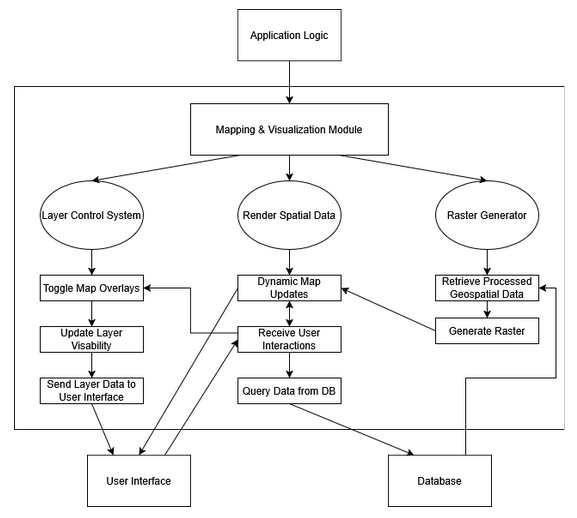 Application Logic
Mapping & Visualization Module
Layer Control System
Render Spatial Data
Raster Generator
Toggle Map Overlays
Dynamic Map
Updates
Retrieve Processed
Geospatial Data
Update Layer
Visability
Receive User
Interactions
Generate Raster
Send Layer Data to
User Interface
Query Data from DB
User Interface
Database